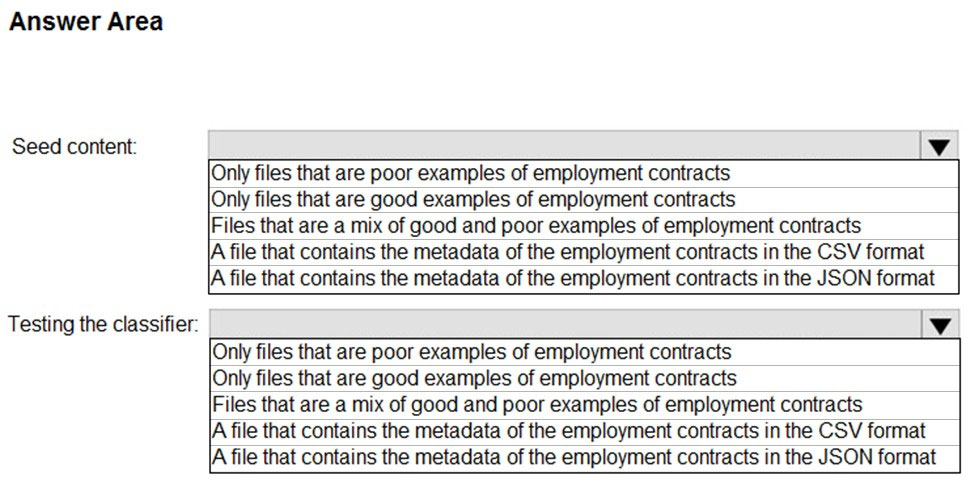 Answer Area
Seed content:
Only files that are poor examples of employment contracts
Only files that are good examples of employment contracts
Files that are a mix of good and poor examples of employment contracts
A file that contains the metadata of the employment contracts in the CSV format
A file that contains the metadata of the employment contracts in the JSON format
Testing the classifier:
Only files that are poor examples of employment contracts
Only files that are good examples of employment contracts
Files that are a mix of good and poor examples of employment contracts
A file that contains the metadata of the employment contracts in the CSV format
A file that contains the metadata of the employment contracts in the JSON format